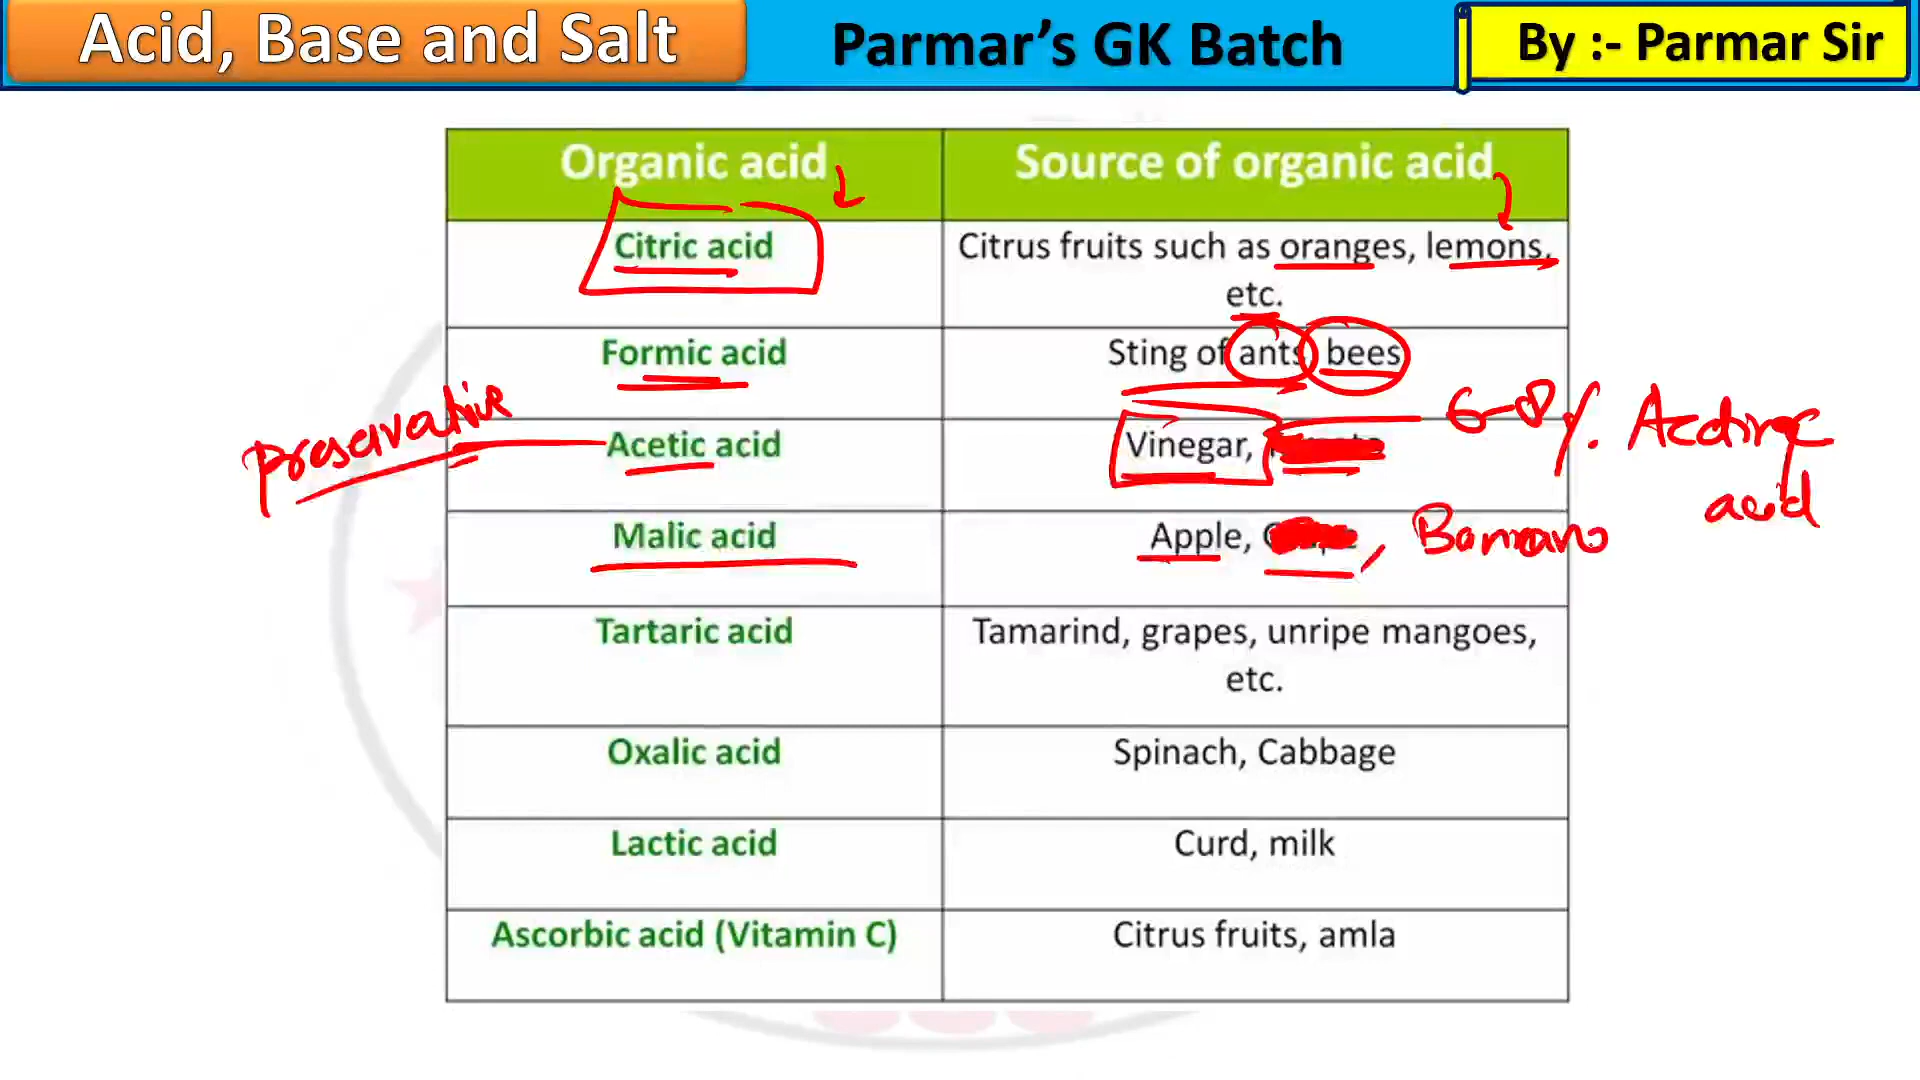 Acid, Base and Salt
Parmar's GK Batch
By :- Parmar Sir
Organic acid
Source of organic acid
Citric acid
Citrus fruits such as oranges, lemons,
etc.
Formic acid
Sting of ants bees
Preservative
Acetic acid
Vinegar,
6-8%
acid
Malic acid
Apple,
Tartaric acid
Tamarind, grapes, unripe mangoes,
etc.
Oxalic acid
Spinach, Cabbage
Lactic acid
Curd, milk
Ascorbic acid (Vitamin C)
Citrus fruits, amla